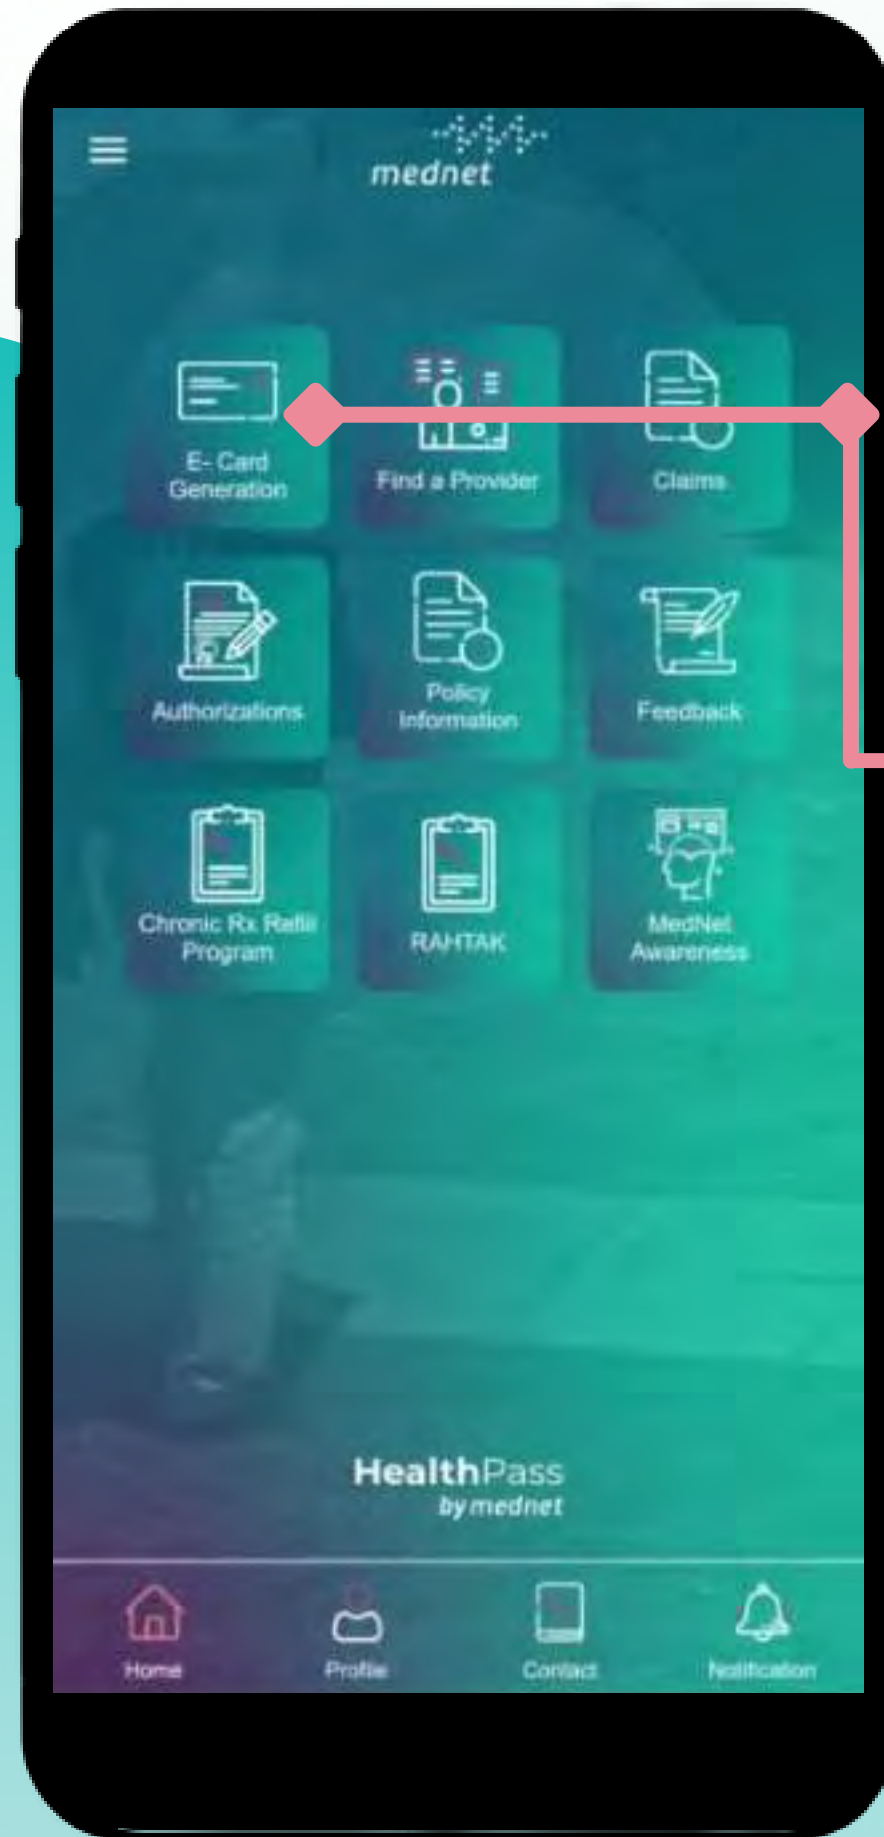 mednet
E- Card
Generation
Find a Provider
Claims
Authorizations
Policy
Information
Feedback
Chronic Rx Refill
Program
RAHTAK
MedNet
Awareness
HealthPass
by mednet
Home
Profile
Contact
Notification